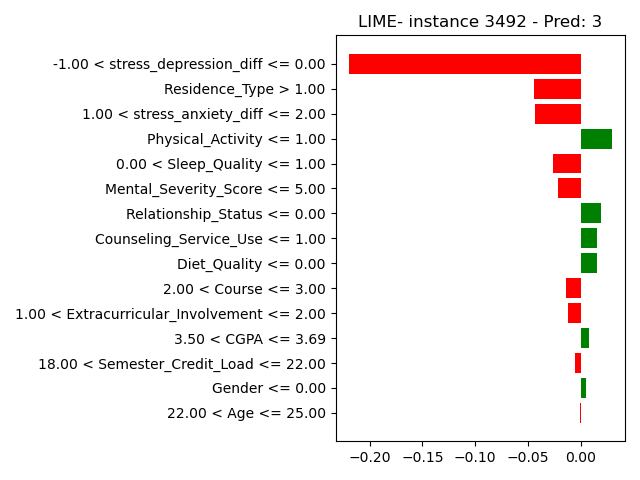 LIME- instance 3492 - Pred: 3
-1.00 < stress_depression_diff <= 0.00
Residence_Type > 1.00
1.00 < stress_anxiety_diff <= 2.00
Physical_Activity <= 1.00
0.00 < Sleep_Quality <= 1.00
Mental_Severity_Score <= 5.00
Relationship_Status <= 0.00
Counseling_Service_Use <= 1.00
Diet_Quality <= 0.00
2.00 < Course <= 3.00
1.00 < Extracurricular_Involvement <= 2.00
3.50 < CGPA <= 3.69
18.00 < Semester_Credit_Load <= 22.00
Gender <= 0.00
22.00 < Age <= 25.00
−0.20 −0.15 −0.10 −0.05 0.00